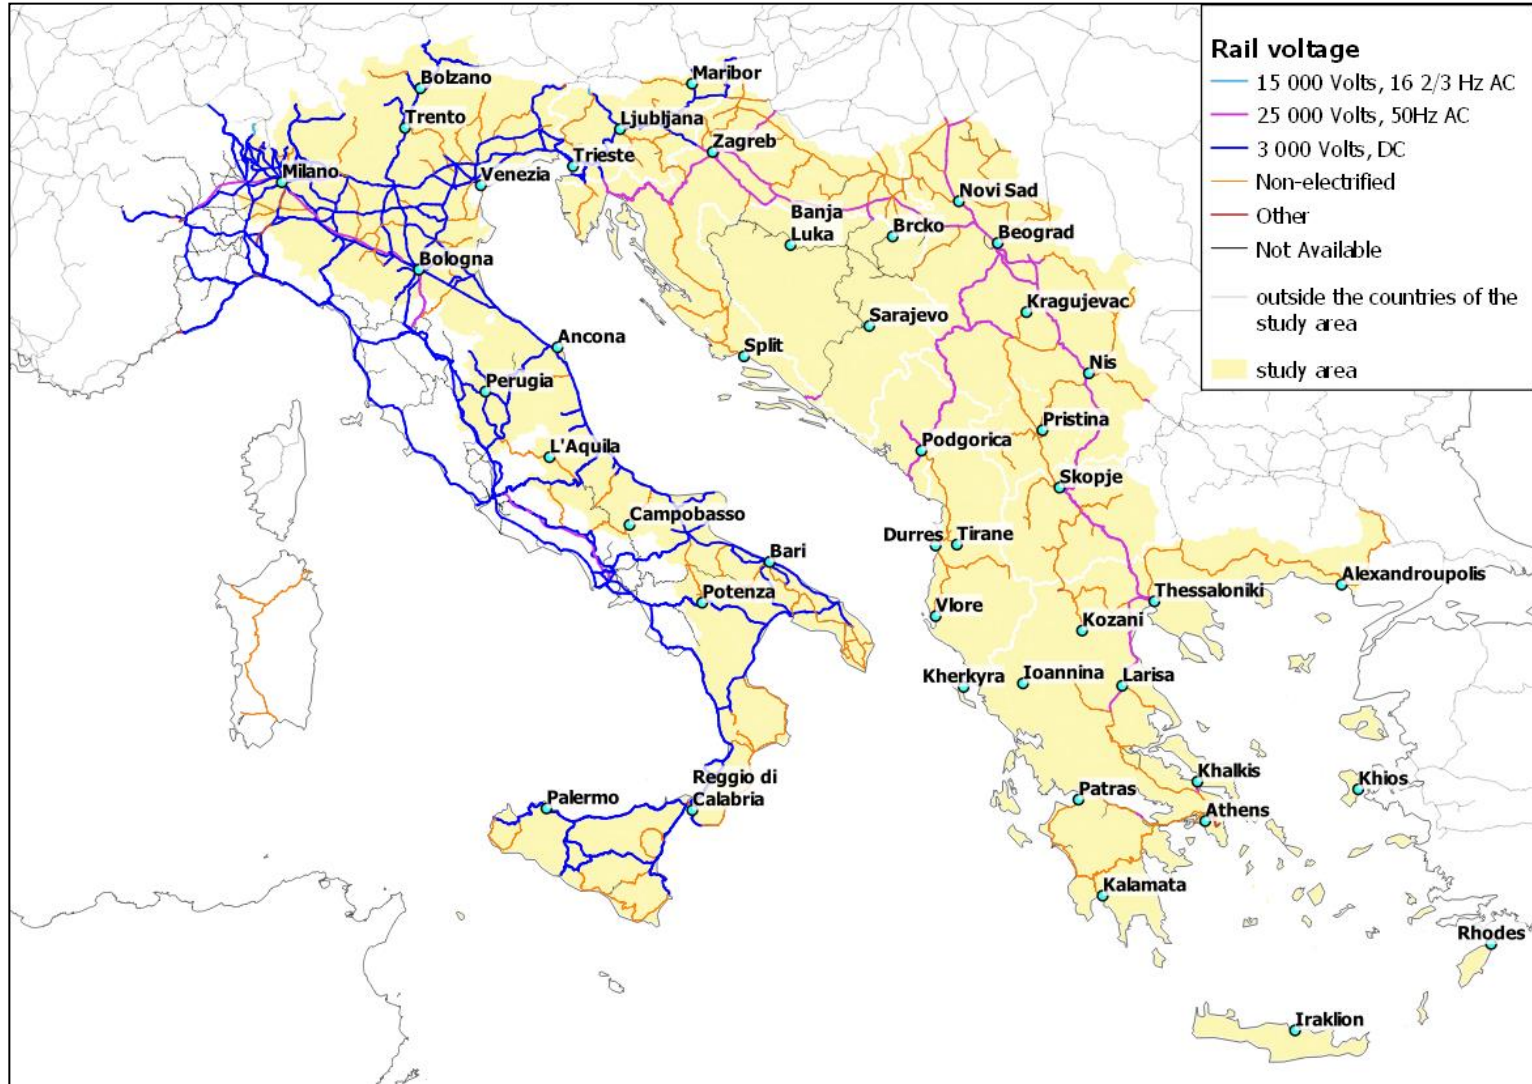 Rail voltage
15 000 Volts, 16 2/3 Hz AC
25 000 Volts, 50Hz AC
3 000 Volts, DC
Non-electrified
Other
Not Available
outside the countries of the
study area
study area
Bolzano
Maribor
Trento
Ljubljana
Zagreb
Trieste
Milano
Venezia
Novi Sad
Banja
Luka
Brcko
Beograd
Bologna
Kragujevac
Sarajevo
Ancona
Split
Nis
Perugia
Pristina
Podgorica
L'Aquila
Skopje
Campobasso
Durres
Tirane
Bari
Alexandroupolis
Potenza
Thessaloniki
Vlore
Kozani
Kherkyra
Ioannina
Larisa
Reggio di
Calabria
Khalkis
Khios
Palermo
Patras
Athens
Kalamata
Rhodes
Iraklion